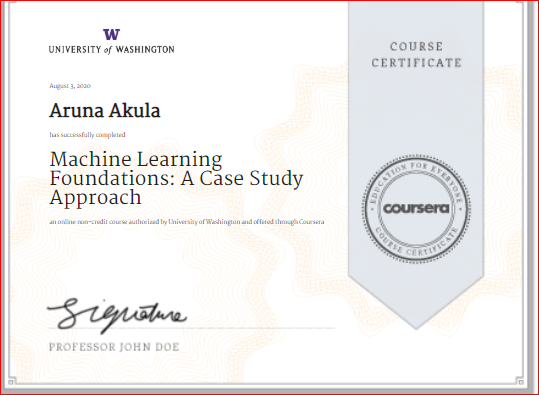 W
UNIVERSITY of WASHINGTON
COURSE
CERTIFICATE
August 3, 2020
Aruna Akula
has successfully completed
Machine Learning
Foundations: A Case Study
Approach
an online non-credit course authorized by University of Washington and offered through Coursera
EDUCATION FOR EVERYONE
coursera
COURSE CERTIFICATE
Signature
PROFESSOR JOHN DOE